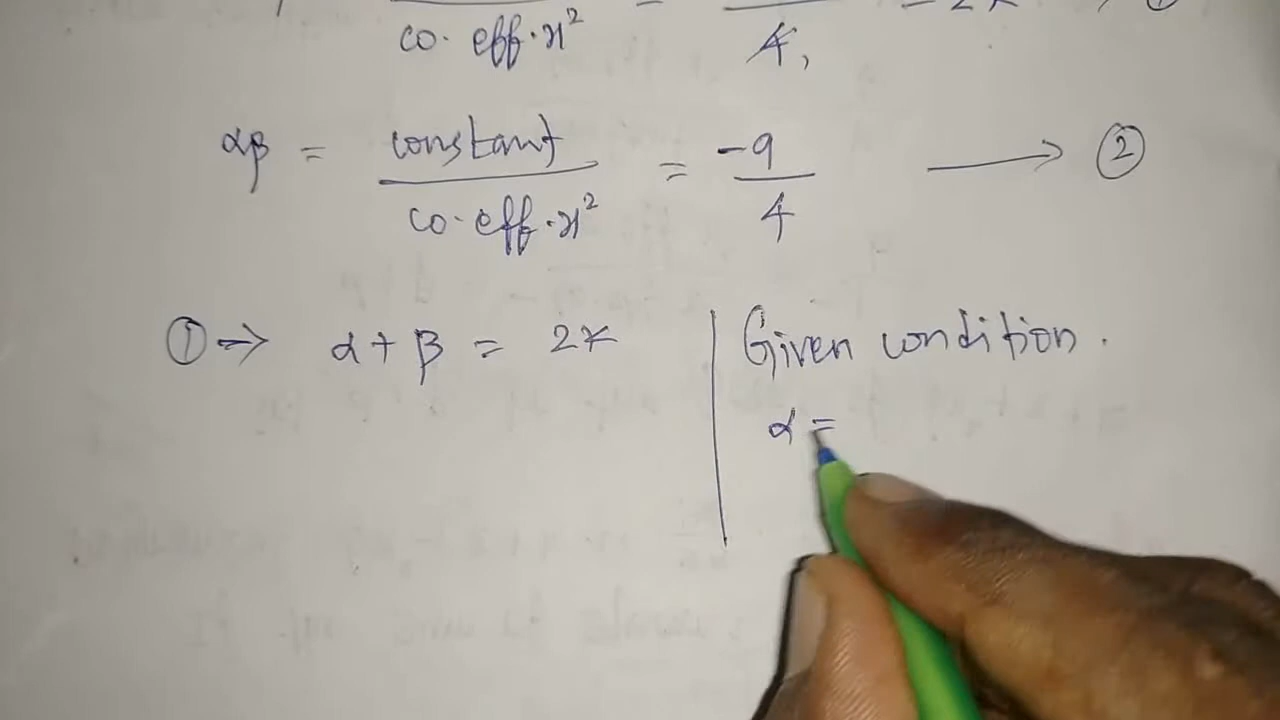 co. eff. x² 4,
αβ = constant / co. eff. x² = -9 / 4 → ②
① → α + β = 2k | Given condition.
α =